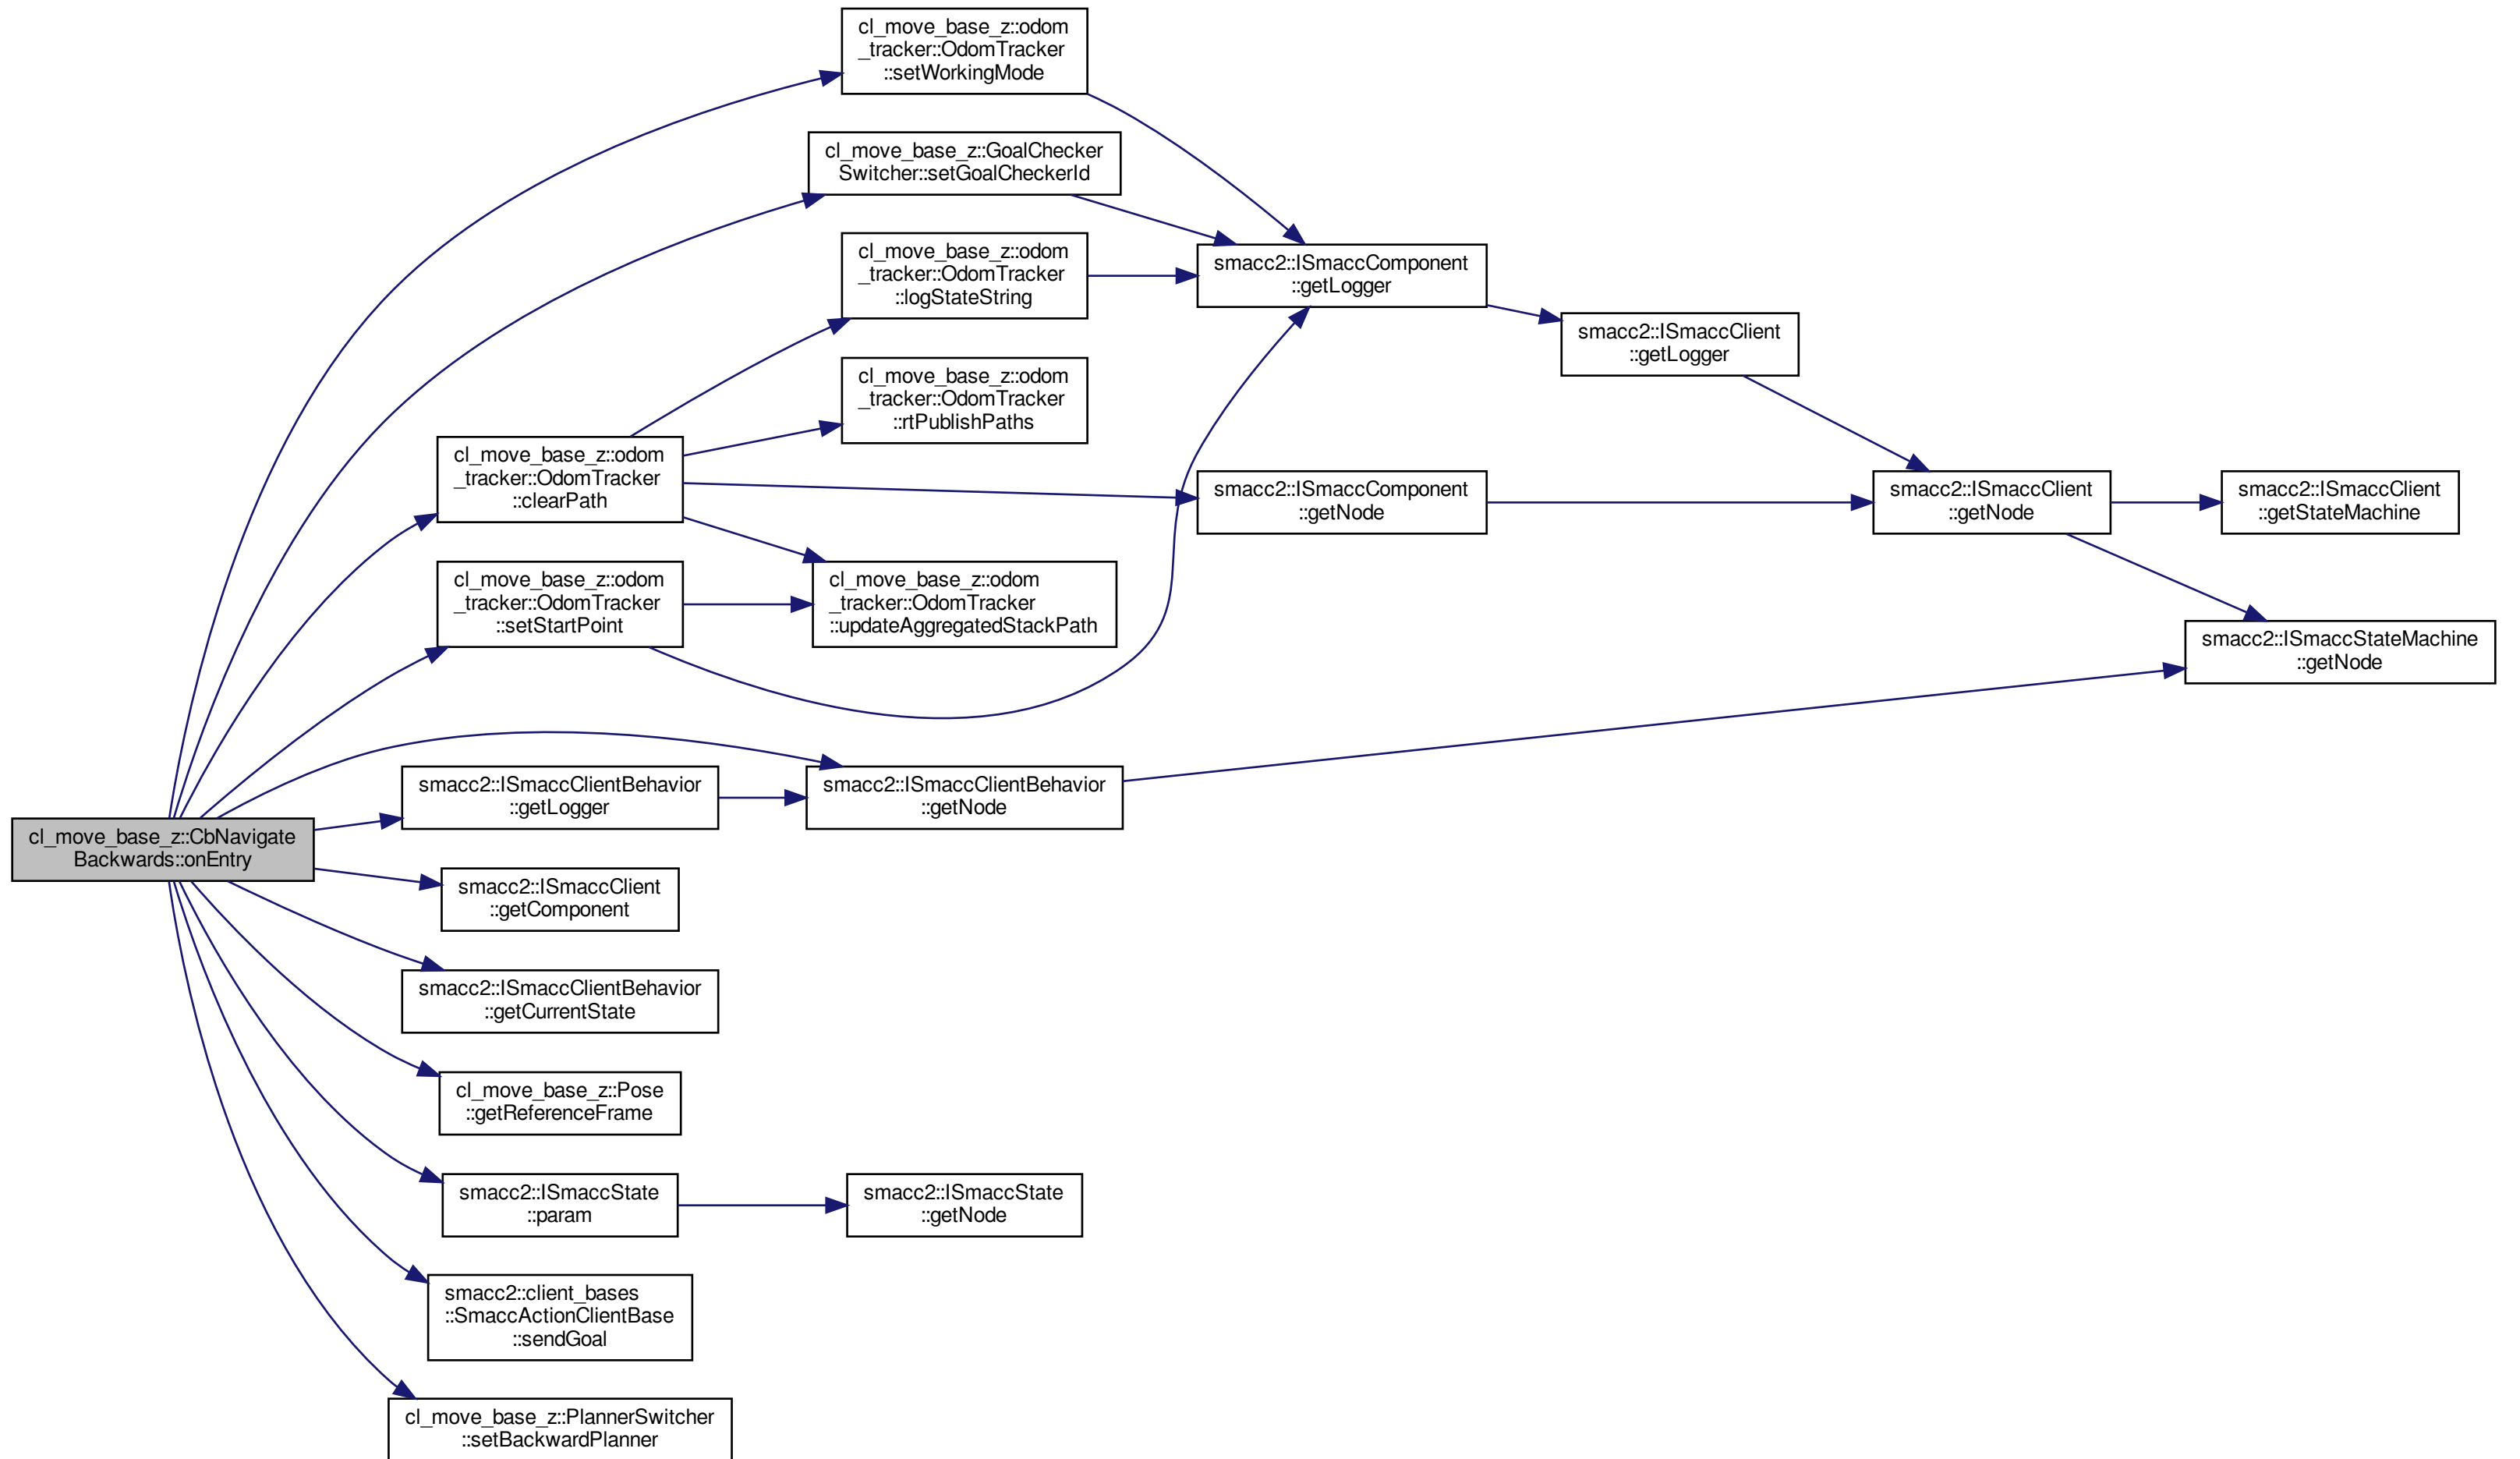 cl_move_base_z::odom
_tracker::OdomTracker
::setWorkingMode
cl_move_base_z::GoalChecker
Switcher::setGoalCheckerId
cl_move_base_z::odom
_tracker::OdomTracker
::logStateString
smacc2::ISmaccComponent
::getLogger
smacc2::ISmaccClient
::getLogger
cl_move_base_z::odom
_tracker::OdomTracker
::rtPublishPaths
cl_move_base_z::odom
_tracker::OdomTracker
::clearPath
smacc2::ISmaccComponent
::getNode
smacc2::ISmaccClient
::getNode
smacc2::ISmaccClient
::getStateMachine
cl_move_base_z::odom
_tracker::OdomTracker
::setStartPoint
cl_move_base_z::odom
_tracker::OdomTracker
::updateAggregatedStackPath
smacc2::ISmaccStateMachine
::getNode
smacc2::ISmaccClientBehavior
::getLogger
smacc2::ISmaccClientBehavior
::getNode
cl_move_base_z::CbNavigate
Backwards::onEntry
smacc2::ISmaccClient
::getComponent
smacc2::ISmaccClientBehavior
::getCurrentState
cl_move_base_z::Pose
::getReferenceFrame
smacc2::ISmaccState
::param
smacc2::ISmaccState
::getNode
smacc2::client_bases
::SmaccActionClientBase
::sendGoal
cl_move_base_z::PlannerSwitcher
::setBackwardPlanner